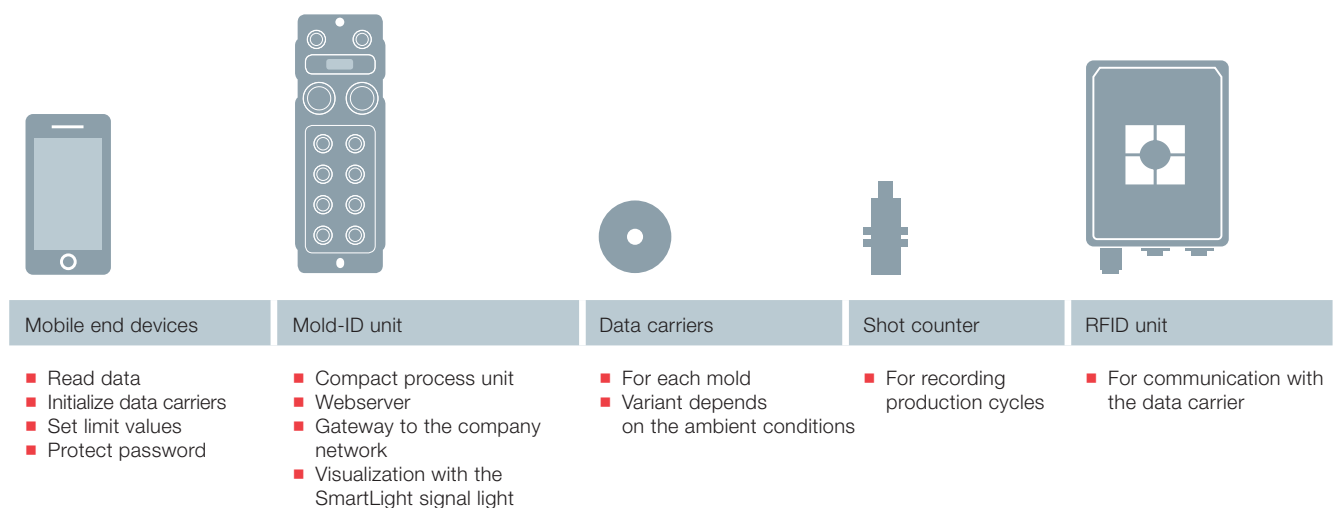 Mobile end devices
Read data
Initialize data carriers
Set limit values
Protect password
Mold-ID unit
Compact process unit
Webserver
Gateway to the company
network
Visualization with the
SmartLight signal light
Data carriers
For each mold
Variant depends
on the ambient conditions
Shot counter
For recording
production cycles
RFID unit
For communication with
the data carrier